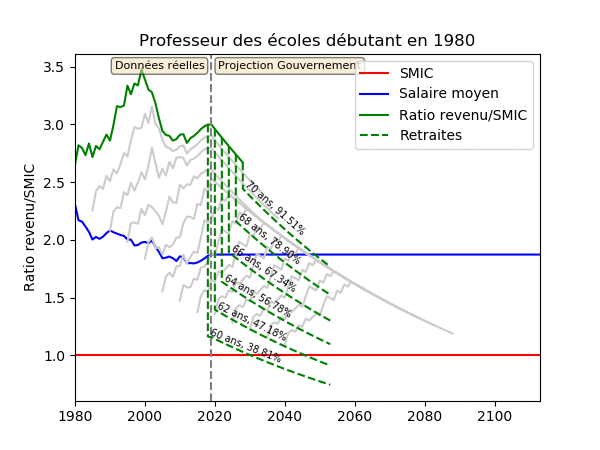 Professeur des écoles débutant en 1980
Données réelles
Projection Gouvernement
SMIC
Salaire moyen
Ratio revenu/SMIC
Retraites
Ratio revenu/SMIC
3.5
3.0
2.5
2.0
1.5
1.0
70 ans, 91.51%
68 ans, 78.90%
66 ans, 67.34%
64 ans, 56.78%
62 ans, 47.18%
60 ans, 38.81%
1980
2000
2020
2040
2060
2080
2100